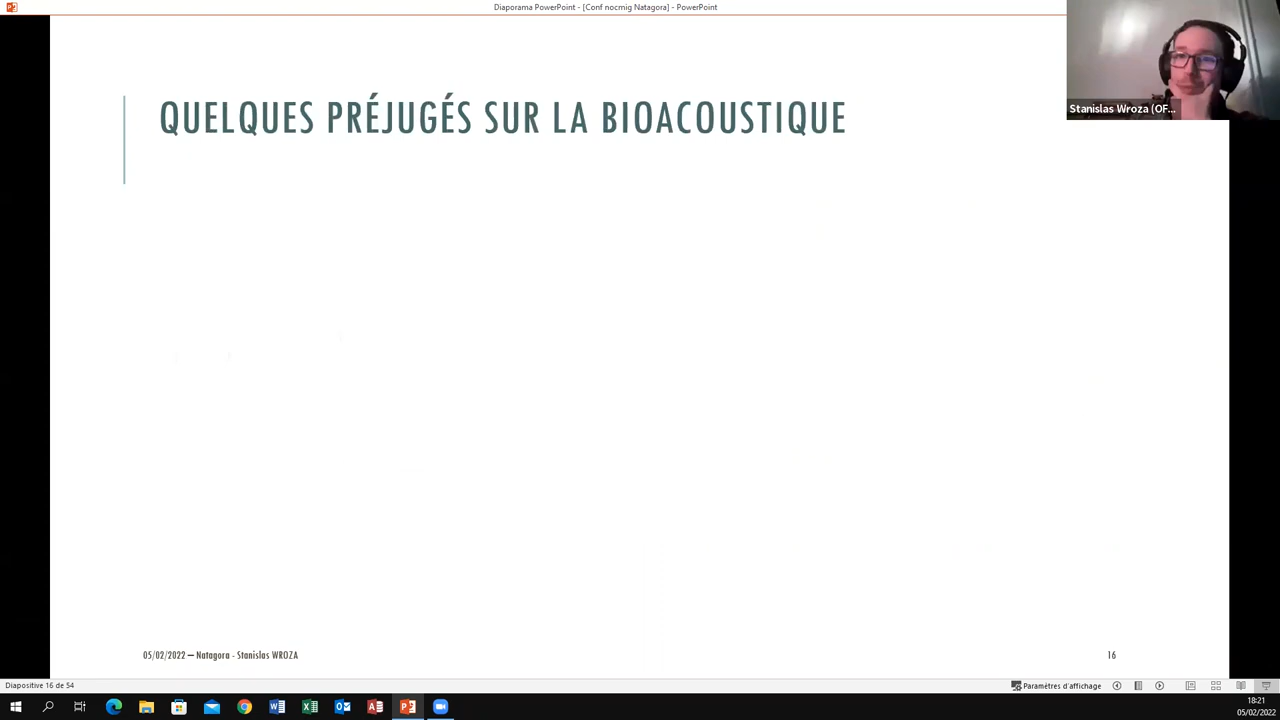 Diaporama PowerPoint - [Conf nocmig Natagora] - PowerPoint
Stanislas Wroza (OF...
QUELQUES PRÉJUGÉS SUR LA BIOACOUSTIQUE
05/02/2022 – Natagora - Stanislas WROZA
16
Diapositive 16 de 54
Paramètres d'affichage
18:21
05/02/2022